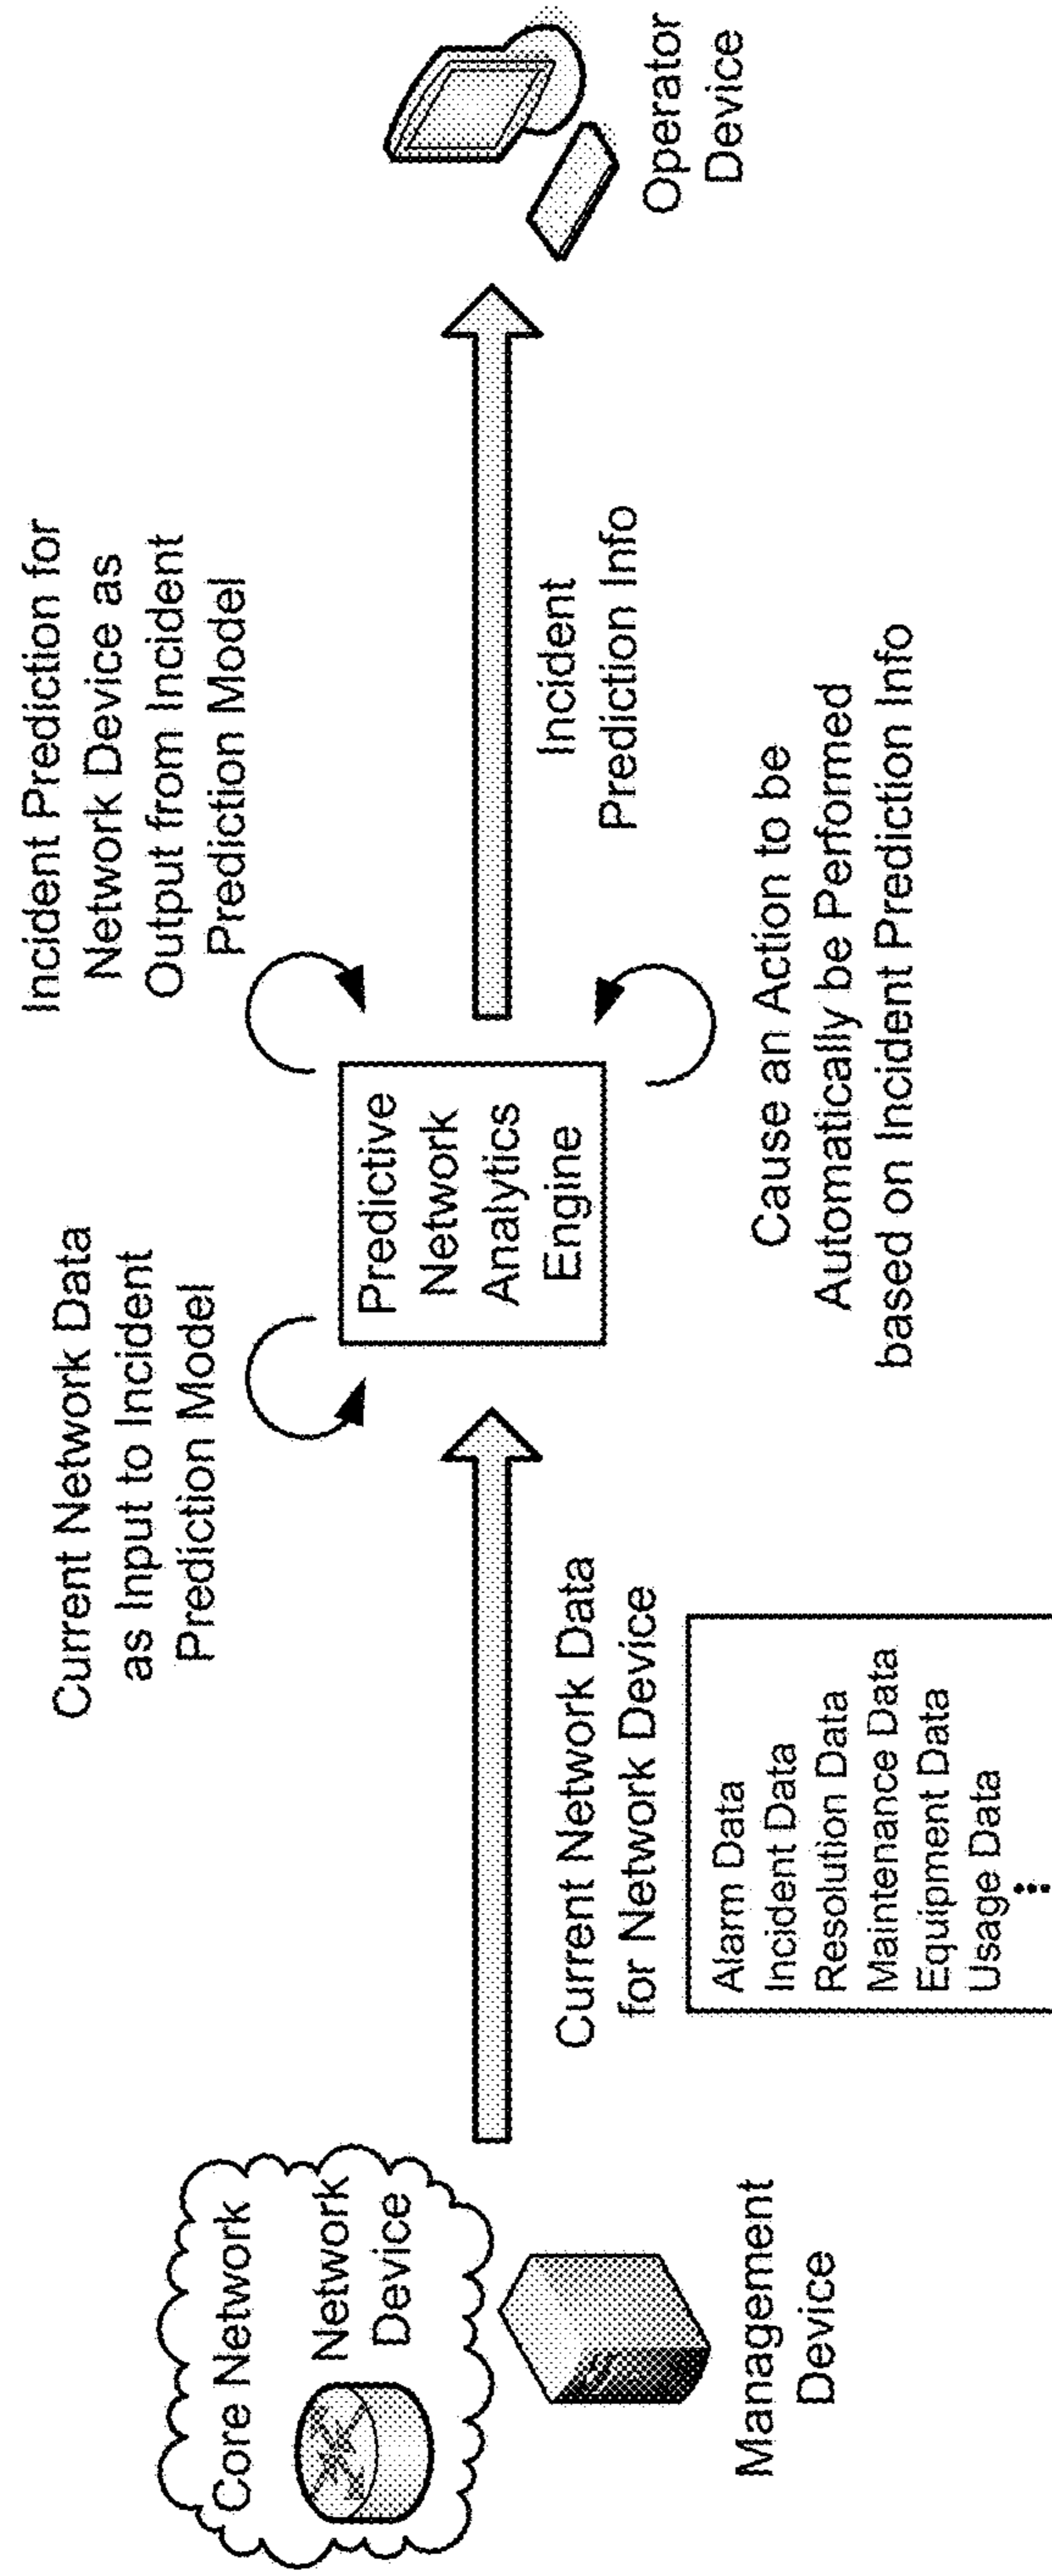 Core Network
Network
Device
Management
Device
Current Network Data
for Network Device
Alarm Data
Incident Data
Resolution Data
Maintenance Data
Equipment Data
Usage Data
Current Network Data
as Input to Incident
Prediction Model
Predictive
Network
Analytics
Engine
Incident Prediction for
Network Device as
Output from Incident
Prediction Model
Cause an Action to be
Automatically be Performed
based on Incident Prediction Info
Incident
Prediction Info
Operator
Device